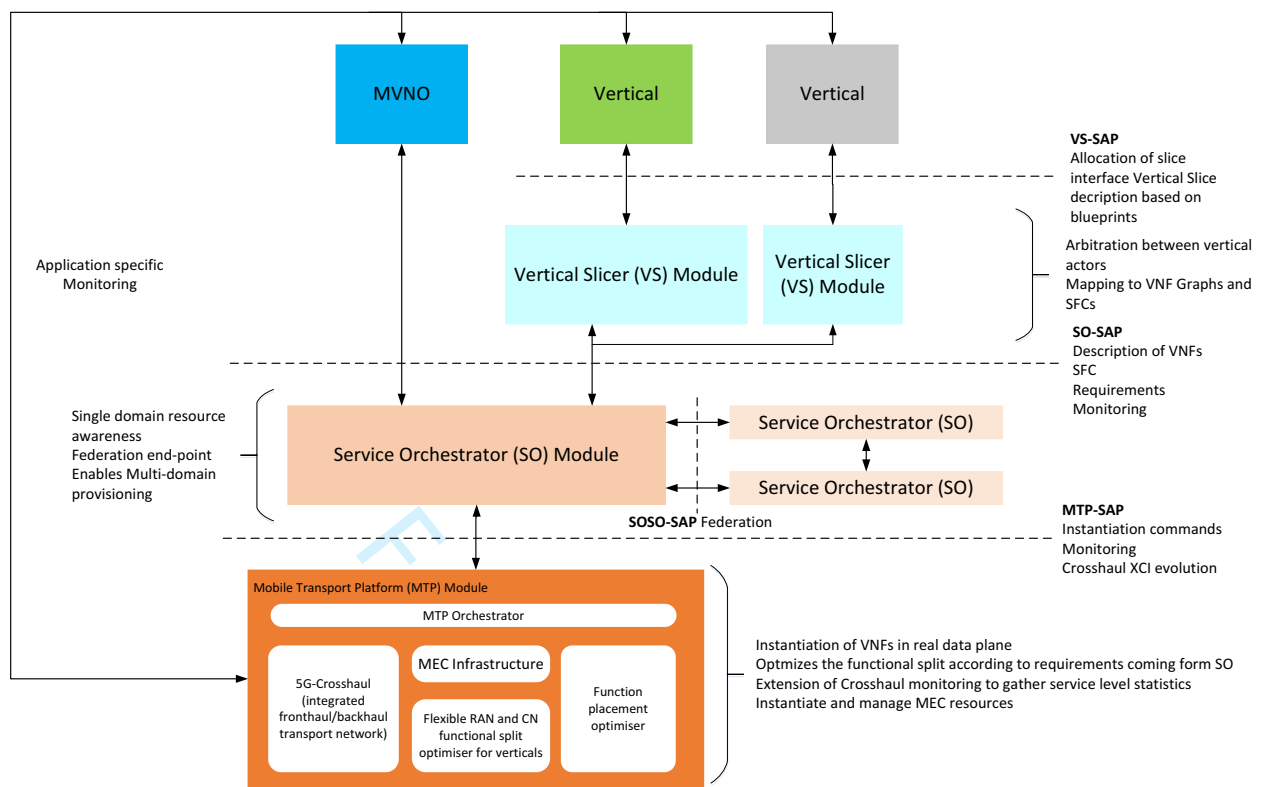 MVNO
Vertical
Vertical
VS-SAP
Allocation of slice
interface Vertical Slice
decription based on
blueprints
Application specific
Monitoring
Vertical Slicer (VS) Module
Vertical Slicer
(VS) Module
Arbitration between vertical
actors
Mapping to VNF Graphs and
SFCs
SO-SAP
Description of VNFs
SFC
Requirements
Monitoring
Single domain resource
awareness
Federation end-point
Enables Multi-domain
provisioning
Service Orchestrator (SO) Module
Service Orchestrator (SO)
Service Orchestrator (SO)
SOSO-SAP Federation
F
MTP-SAP
Instantiation commands
Monitoring
Crosshaul XCI evolution
Mobile Transport Platform (MTP) Module
MTP Orchestrator
5G-Crosshaul
(integrated
fronthaul/backhaul
transport network)
MEC Infrastructure
Flexible RAN and CN
functional split
optimiser for verticals
Function
placement
optimiser
Instantiation of VNFs in real data plane
Optmizes the functional split according to requirements coming form SO
Extension of Crosshaul monitoring to gather service level statistics
Instantiate and manage MEC resources